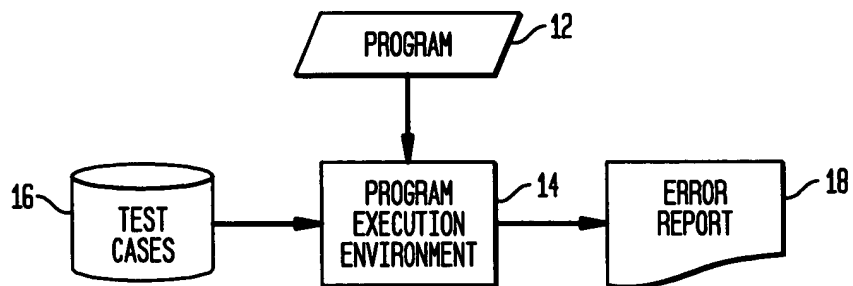 PROGRAM
12
16
TEST
CASES
PROGRAM
EXECUTION
ENVIRONMENT
14
ERROR
REPORT
18